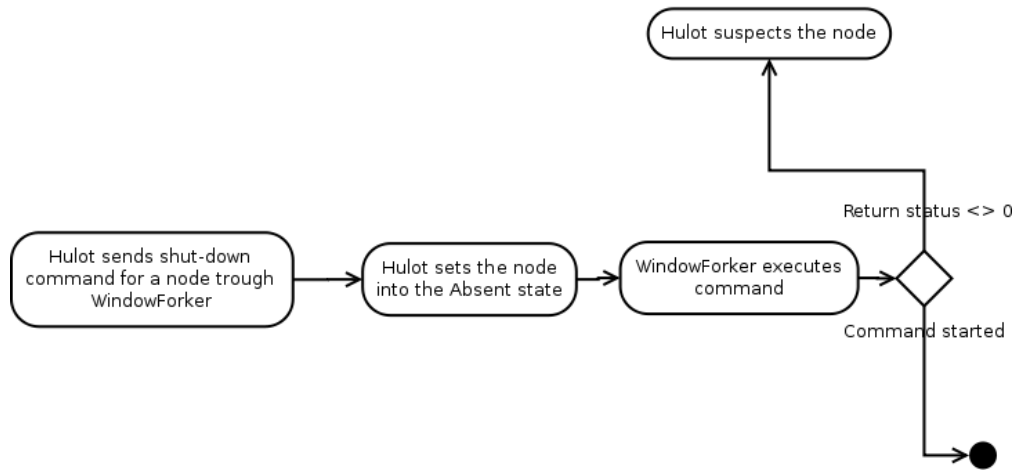 Hulot suspects the node
Return status <> 0
Hulot sends shut-down
command for a node trough
WindowForker
Hulot sets the node
into the Absent state
WindowForker executes
command
Command started